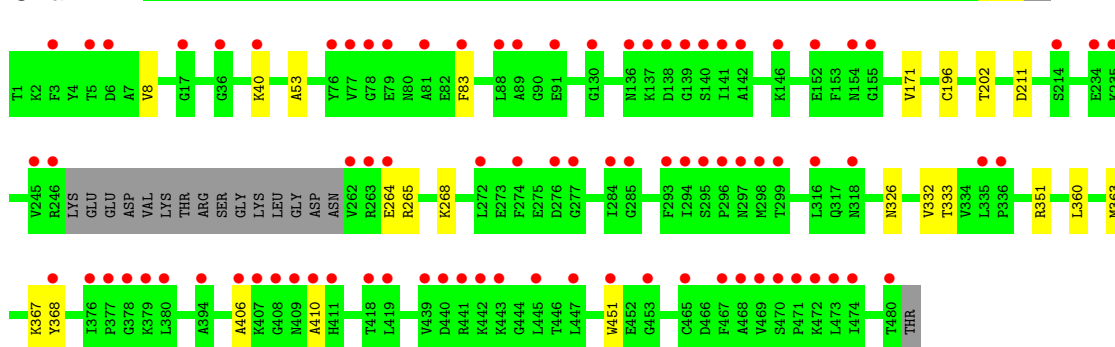 T1 K2 F3 Y4 T5 D6 A7 V8 G17 G36 K40 A53 Y76 V77 G78 E79 N80 A81 E82 F83 L88 A89 G90 E91 G130 N136 K137 D138 G139 S140 I141 A142 K146 E152 F153 N154 G155 V171 C196 T202 D211 S214 E234 K235
V245 R246 LYS GLU GLU ASP VAL LYS THR ARG SER GLY LYS LEU GLY ASP ASN V262 R263 E264 R265 K268 L272 E273 F274 E275 D276 G277 I284 G285 F293 I294 S295 P296 N297 M298 T299 L316 Q317 N318 N326 V332 T333 V334 L335 P336 R351 L360 M363
K367 Y368 I376 P377 G378 K379 L380 A394 A406 K407 G408 N409 A410 H411 T418 L419 V439 D440 R441 K442 K443 G444 L445 T446 L447 W451 E452 G453 C465 D466 F467 A468 V469 S470 P471 K472 L473 I474 T480 THR